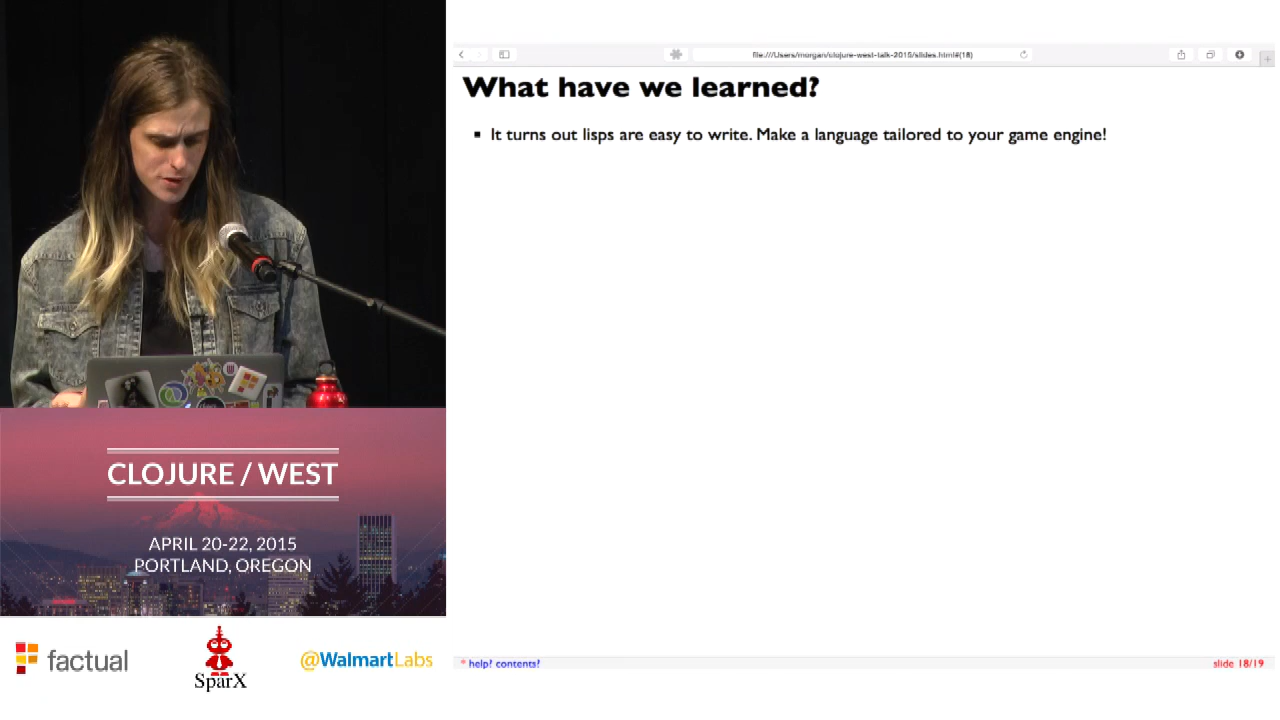 file:///Users/morgan/clojure-west-talk-2015/slides.html#(18)
What have we learned?
It turns out lisps are easy to write. Make a language tailored to your game engine!
CLOJURE / WEST
APRIL 20-22, 2015
PORTLAND, OREGON
factual
SparX
@WalmartLabs
* help? contents?
slide 18/19